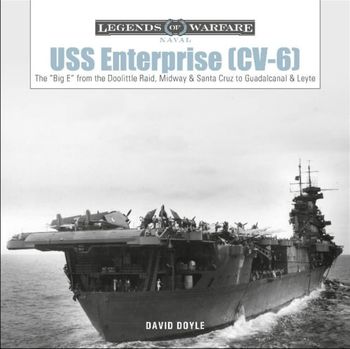 LEGENDS OF WARFARE
NAVAL
USS Enterprise (CV-6)
The "Big E" from the Doolittle Raid, Midway & Santa Cruz to Guadalcanal & Leyte
DAVID DOYLE